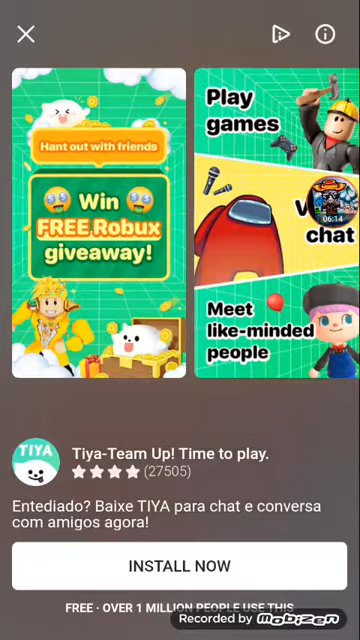 Hant out with friends
Win
FREE Robux
giveaway!
Play
games
chat
06:14
Meet
like-minded
people
TIYA
Tiya-Team Up! Time to play.
(27505)
Entediado? Baixe TIYA para chat e conversa
com amigos agora!
INSTALL NOW
FREE · OVER 1 MILLION PEOPLE USE THIS
Recorded by Mobizen